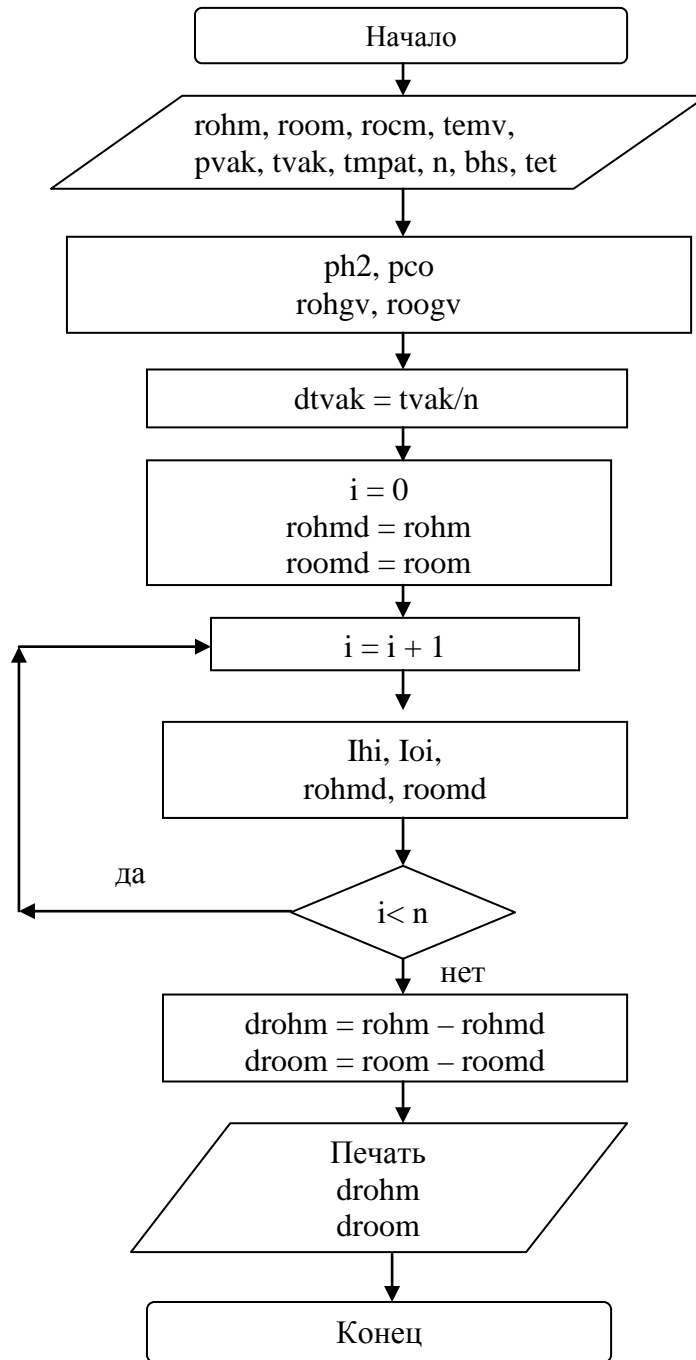 Начало
rohm, room, rocm, temv,
pvak, tvak, tmpat, n, bhs, tet
ph2, pco
rohgv, roogv
dtvak = tvak/n
i = 0
rohmd = rohm
roomd = room
i = i + 1
Ihi, Ioi,
rohmd, roomd
да
i< n
нет
drohm = rohm – rohmd
droom = room – roomd
Печать
drohm
droom
Конец